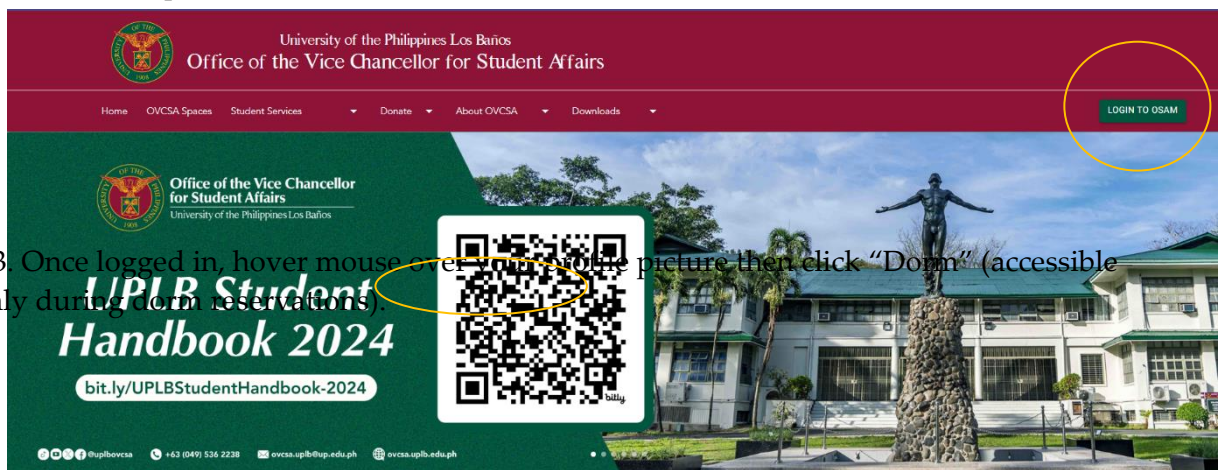 University of the Philippines Los Baños
Office of the Vice Chancellor for Student Affairs
Home OVCSA Spaces Student Services Donate About OVCSA Downloads
LOGIN TO OSAM
Office of the Vice Chancellor
for Student Affairs
University of the Philippines Los Baños
3. Once logged in, hover mouse over your profile picture then click “Dorm” (accessible
during dorm reservations).
UPLB Student
Handbook 2024
bit.ly/UPLBStudentHandbook-2024
bitly
@uplbovcsa +63 (049) 536 2238 ovcsa.uplb@up.edu.ph ovcsa.uplb.edu.ph